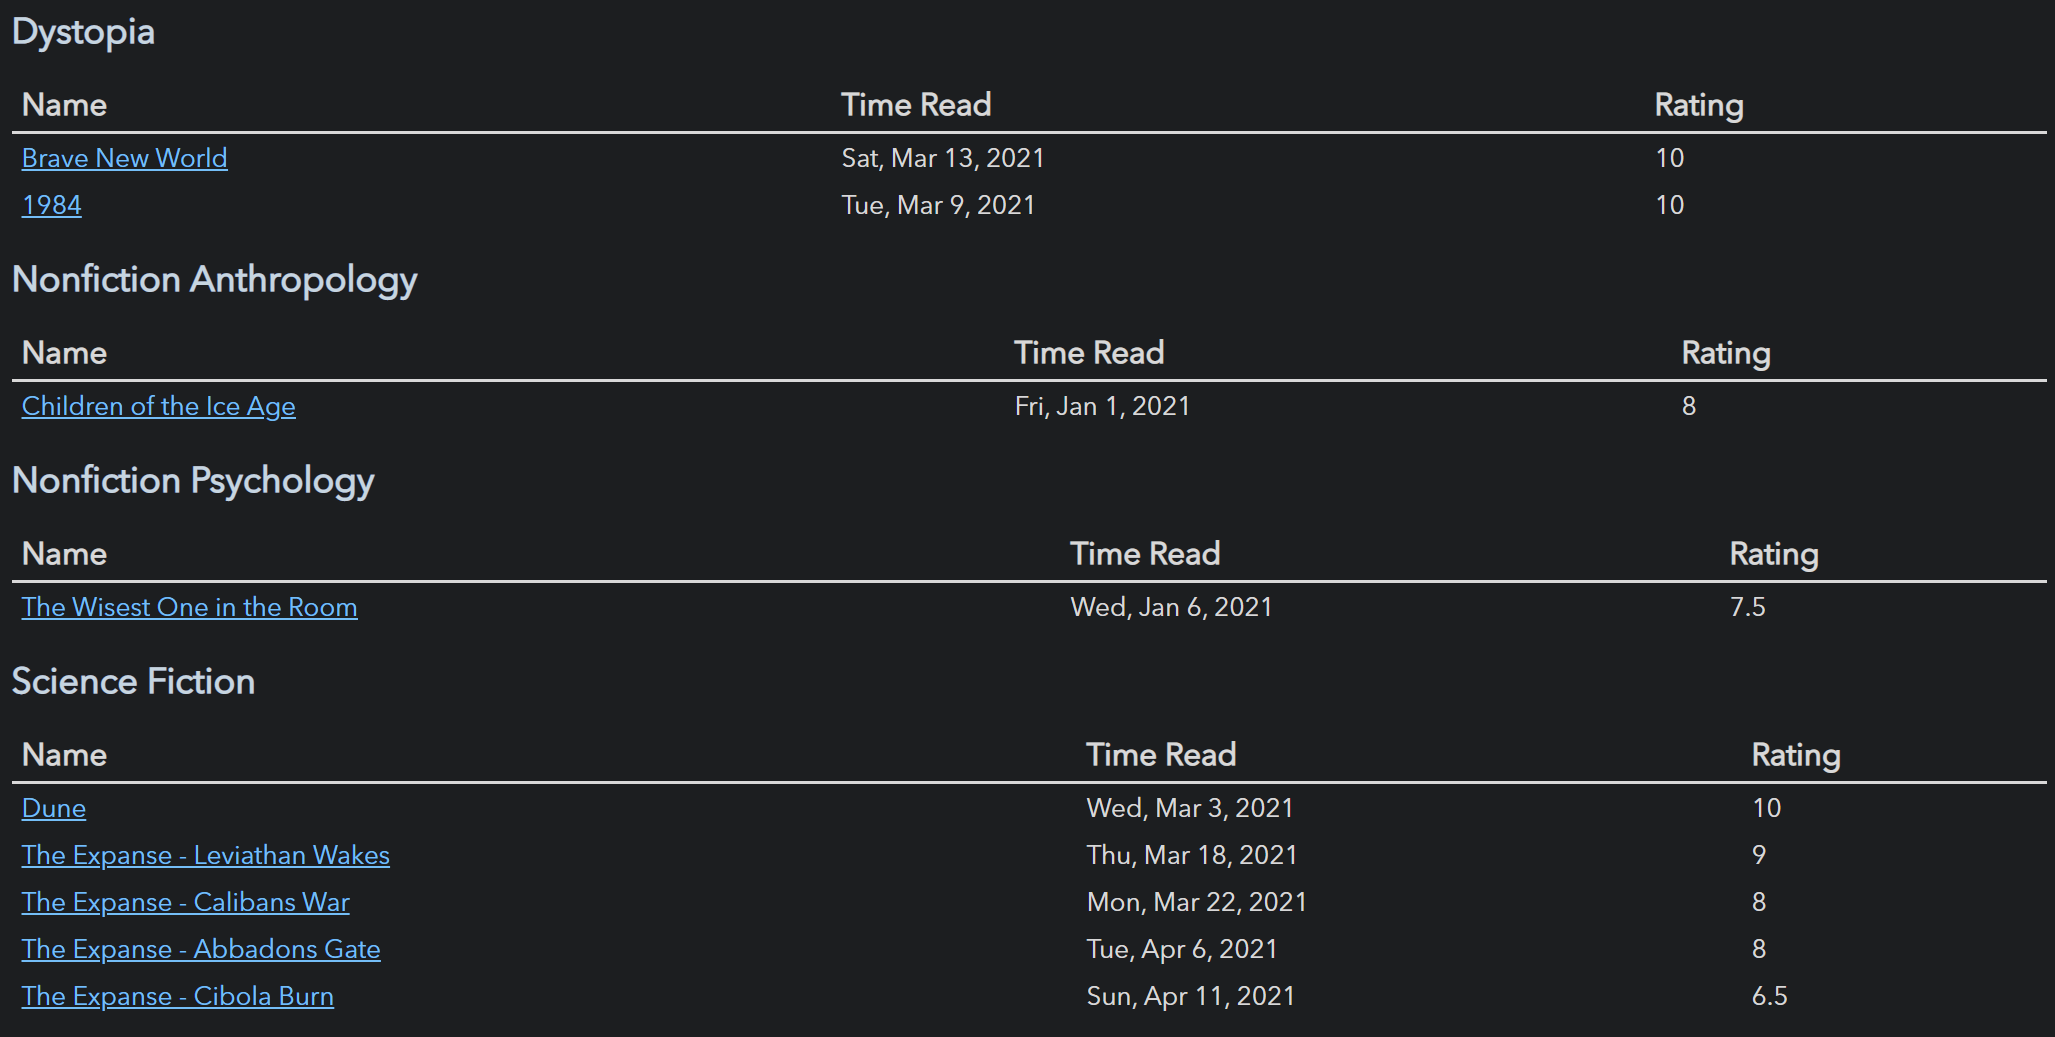 Dystopia
Name Time Read Rating
Brave New World Sat, Mar 13, 2021 10
1984 Tue, Mar 9, 2021 10
Nonfiction Anthropology
Name Time Read Rating
Children of the Ice Age Fri, Jan 1, 2021 8
Nonfiction Psychology
Name Time Read Rating
The Wisest One in the Room Wed, Jan 6, 2021 7.5
Science Fiction
Name Time Read Rating
Dune Wed, Mar 3, 2021 10
The Expanse - Leviathan Wakes Thu, Mar 18, 2021 9
The Expanse - Calibans War Mon, Mar 22, 2021 8
The Expanse - Abbadons Gate Tue, Apr 6, 2021 8
The Expanse - Cibola Burn Sun, Apr 11, 2021 6.5